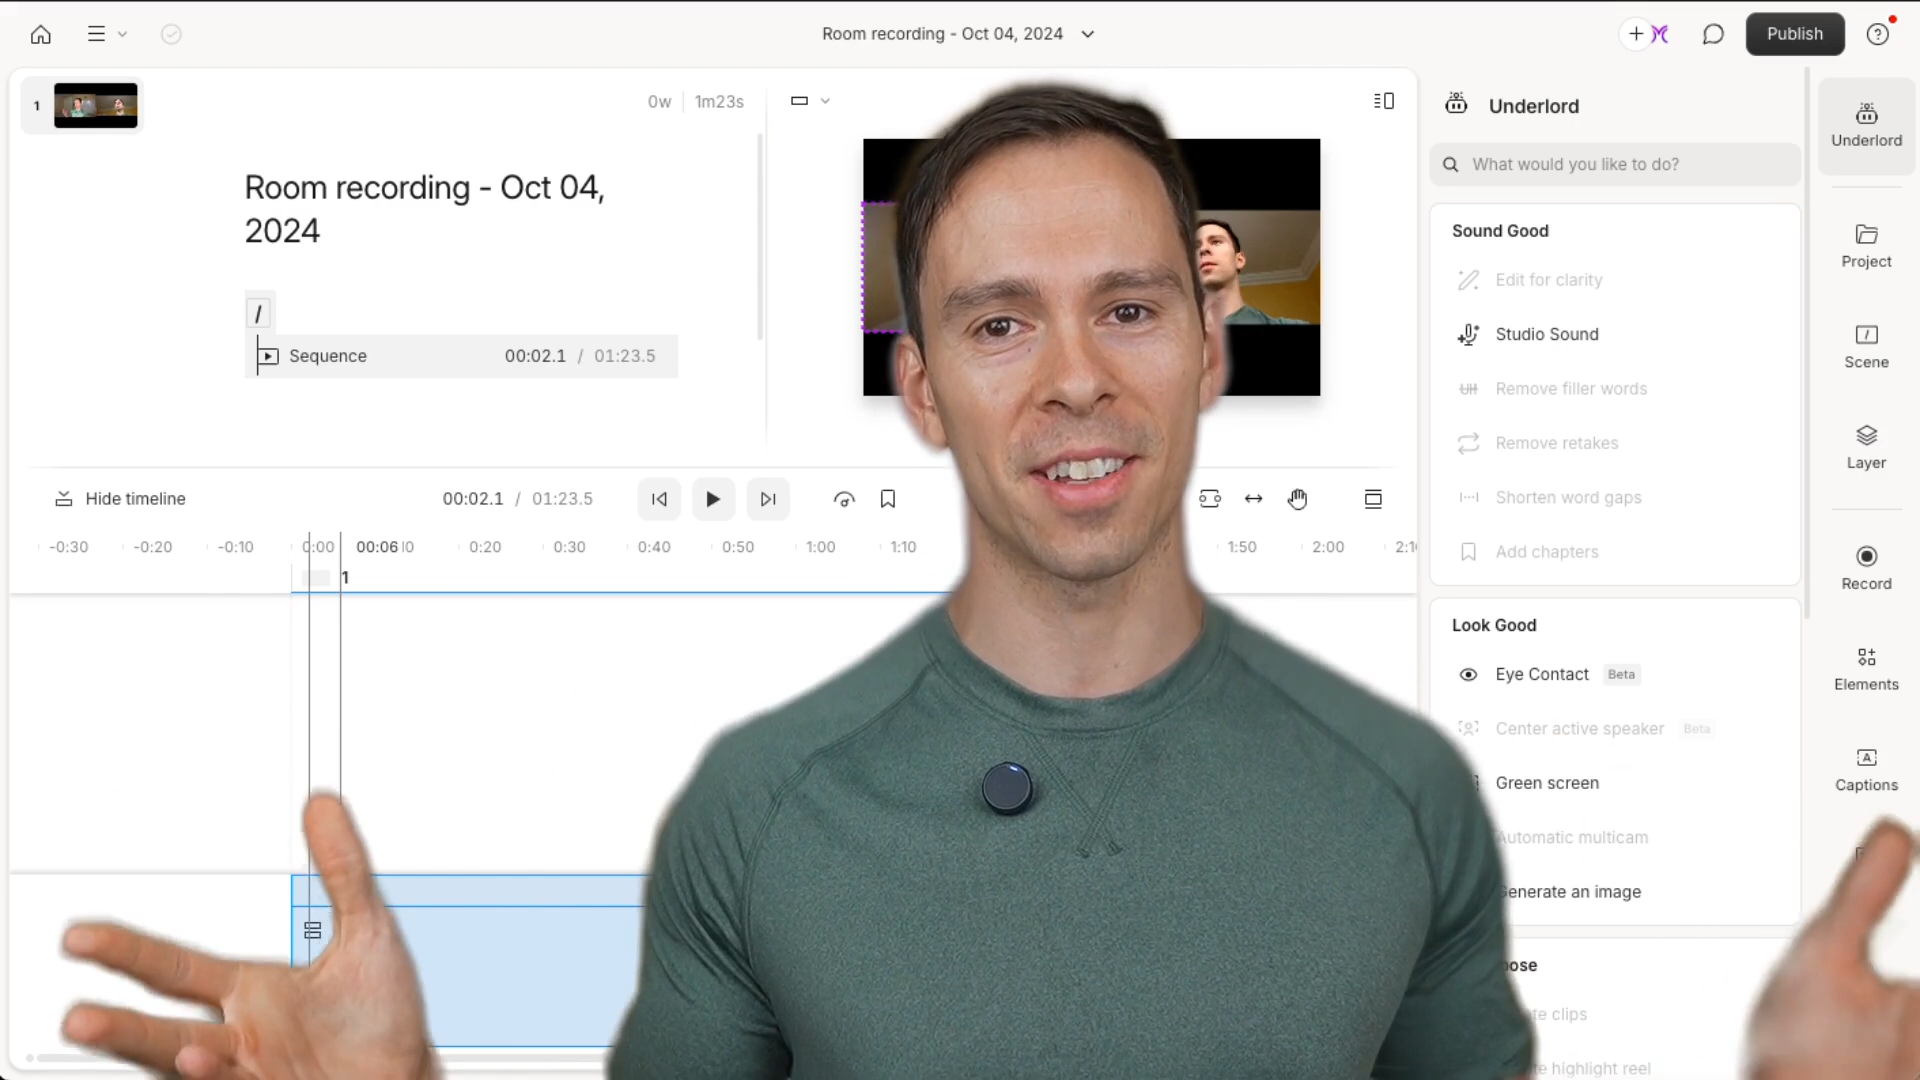 Room recording - Oct 04, 2024
Publish
1
0w
1m23s
Room recording - Oct 04,
2024
/
Sequence 00:02.1 / 01:23.5
Hide timeline
00:02.1 / 01:23.5
-0:30 -0:20 -0:10 0:00 00:06 0:20 0:30 0:40 0:50 1:00 1:10 1:50 2:00
1
Underlord
What would you like to do?
Sound Good
Edit for clarity
Studio Sound
Remove filler words
Remove retakes
Shorten word gaps
Add chapters
Look Good
Eye Contact Beta
Center active speaker Beta
Green screen
Automatic multicam
Generate an image
clips
highlight reel
Underlord
Project
Scene
Layer
Record
Elements
Captions